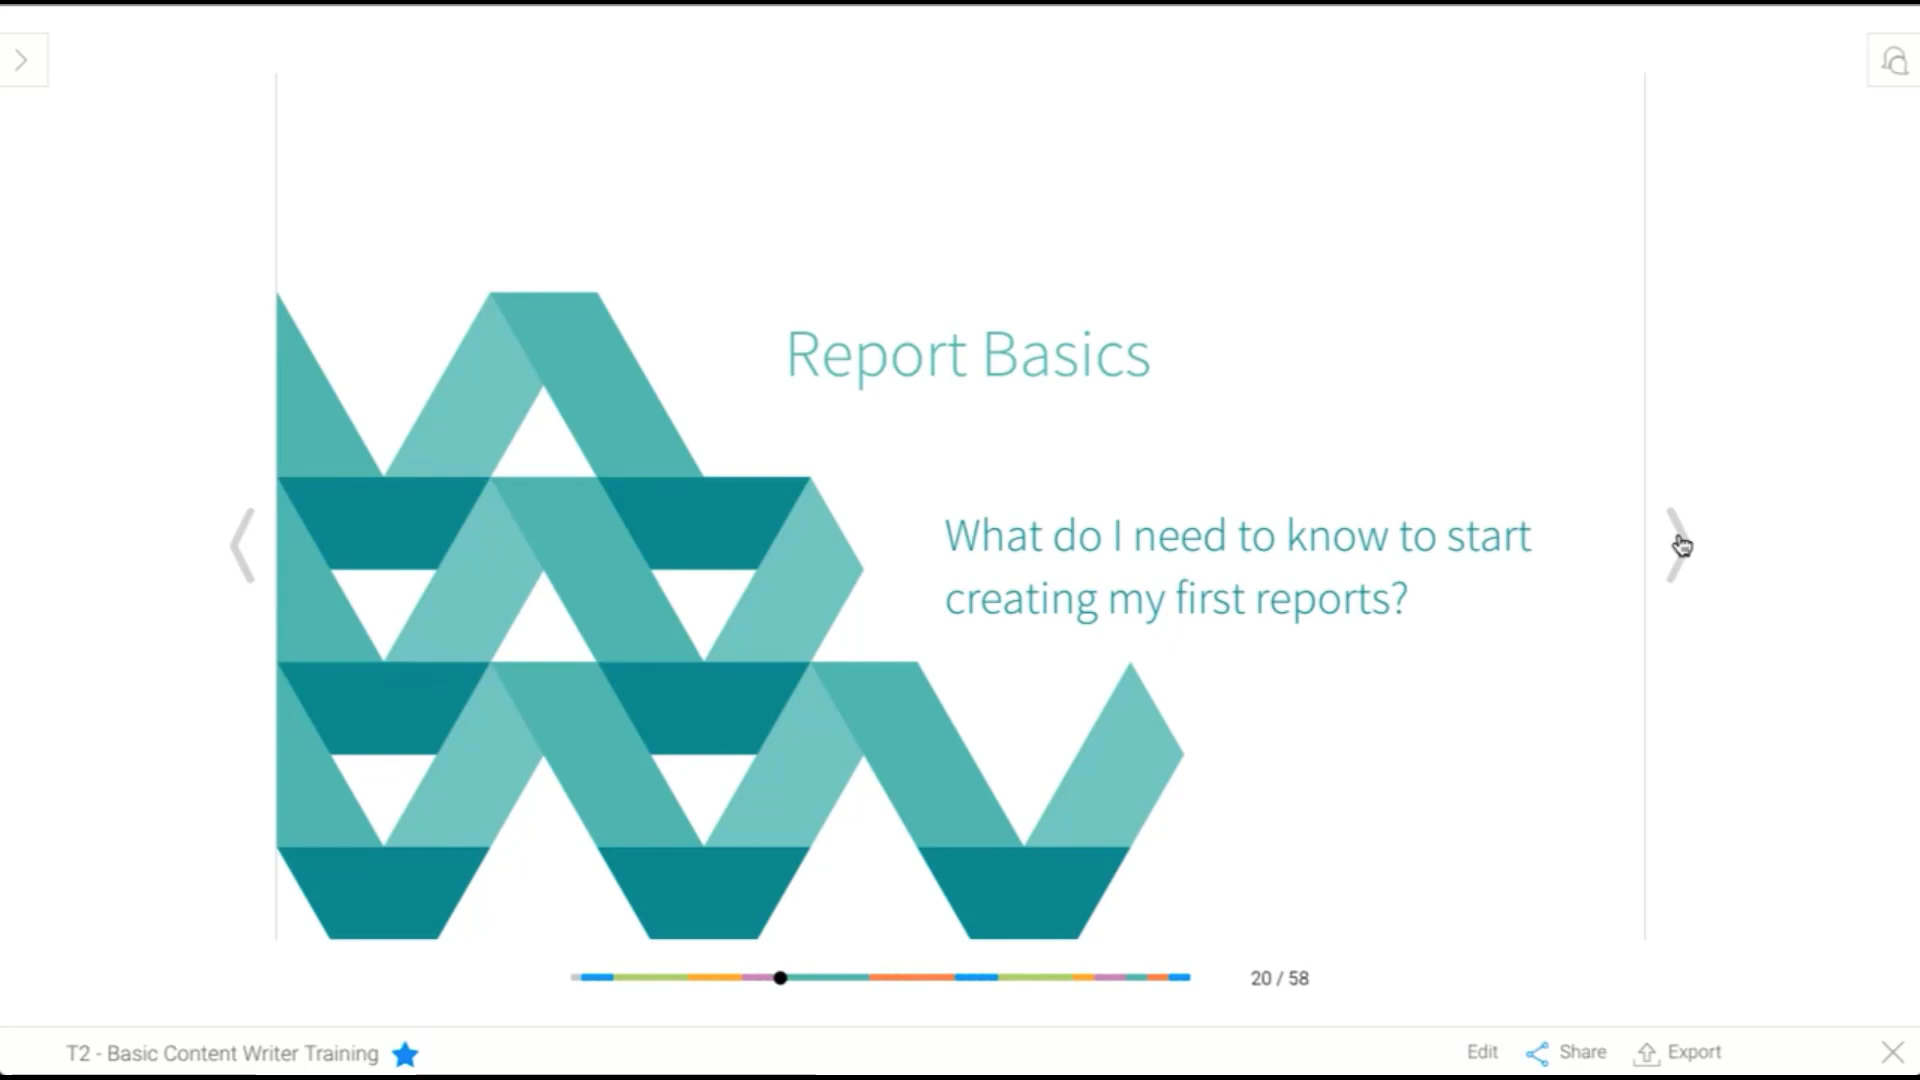 Report Basics
What do I need to know to start
creating my first reports?
20 / 58
T2 - Basic Content Writer Training
Edit
Share
Export